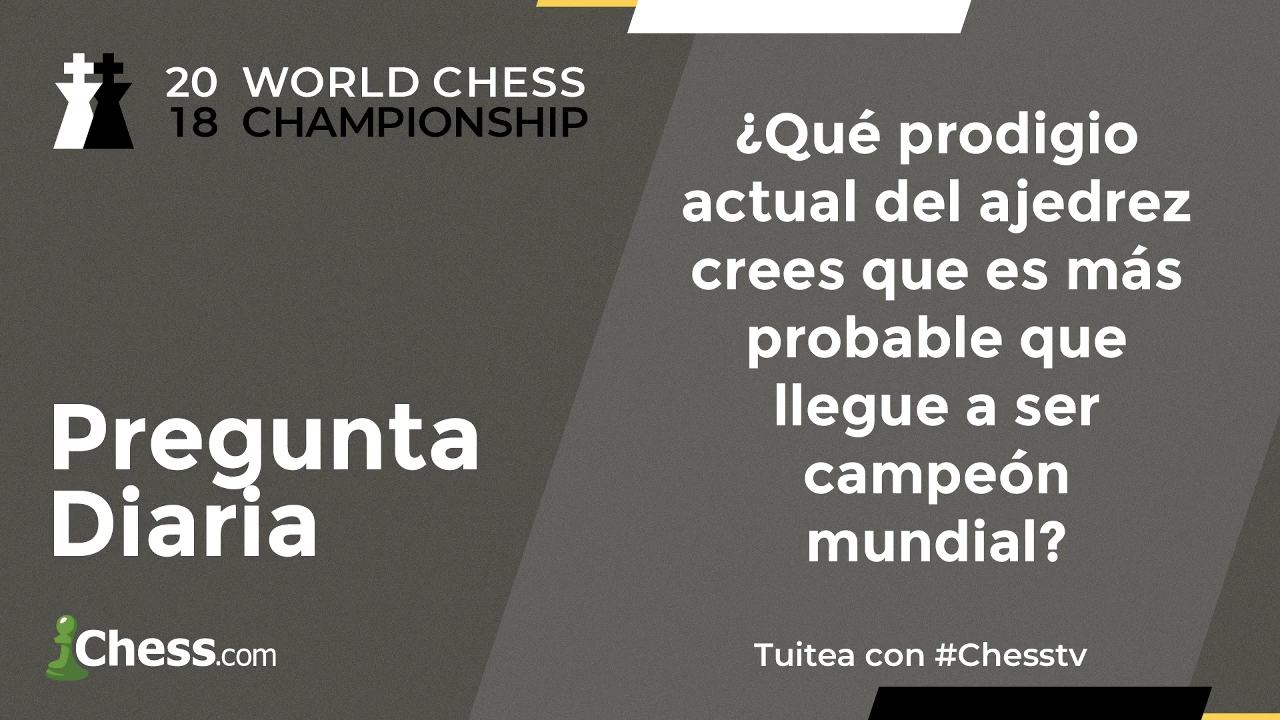 20 WORLD CHESS
18 CHAMPIONSHIP
Pregunta
Diaria
Chess.com
¿Qué prodigio
actual del ajedrez
crees que es más
probable que
llegue a ser
campeón
mundial?
Tuitea con #Chesstv